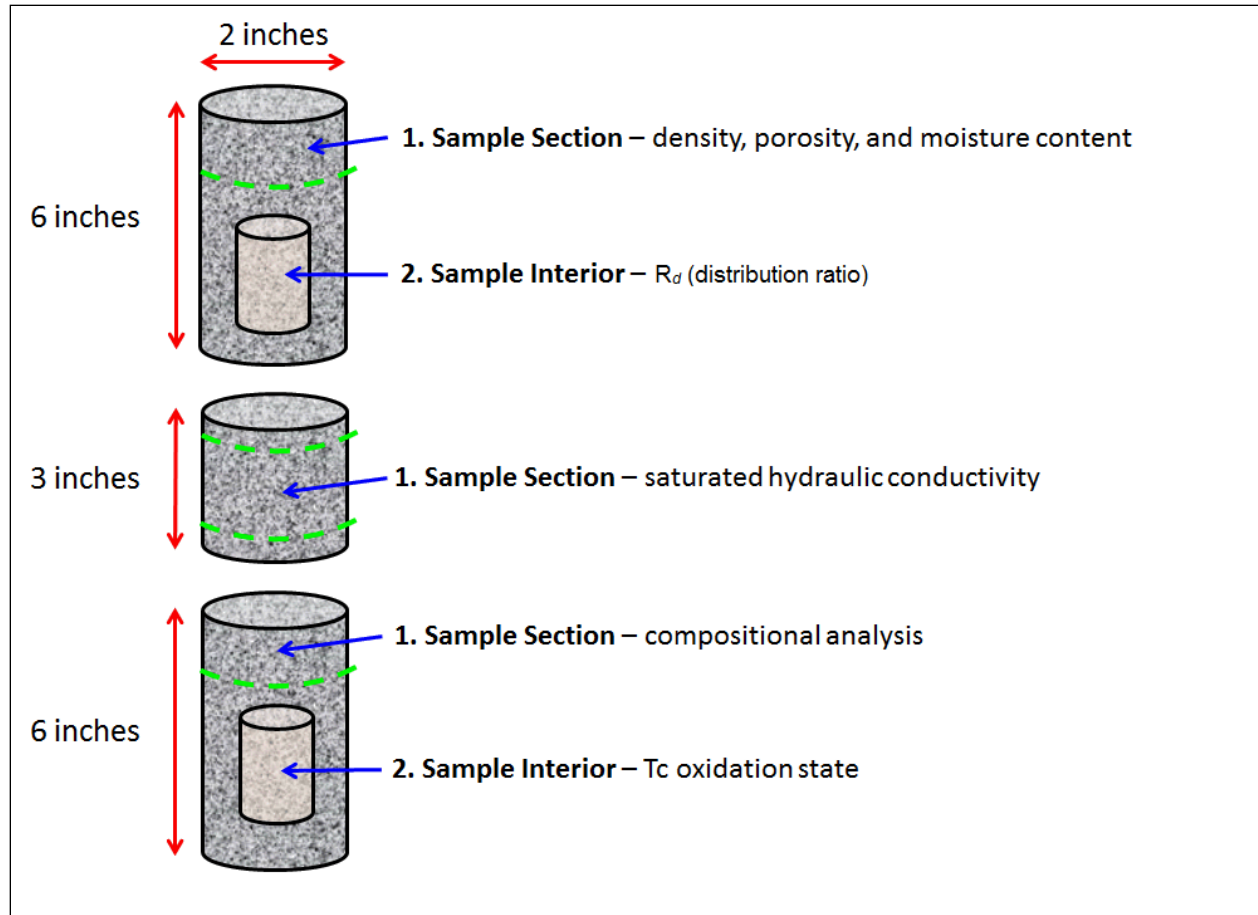 2 inches
1. Sample Section – density, porosity, and moisture content
6 inches
2. Sample Interior – Rd (distribution ratio)
3 inches
1. Sample Section – saturated hydraulic conductivity
1. Sample Section – compositional analysis
6 inches
2. Sample Interior – Tc oxidation state